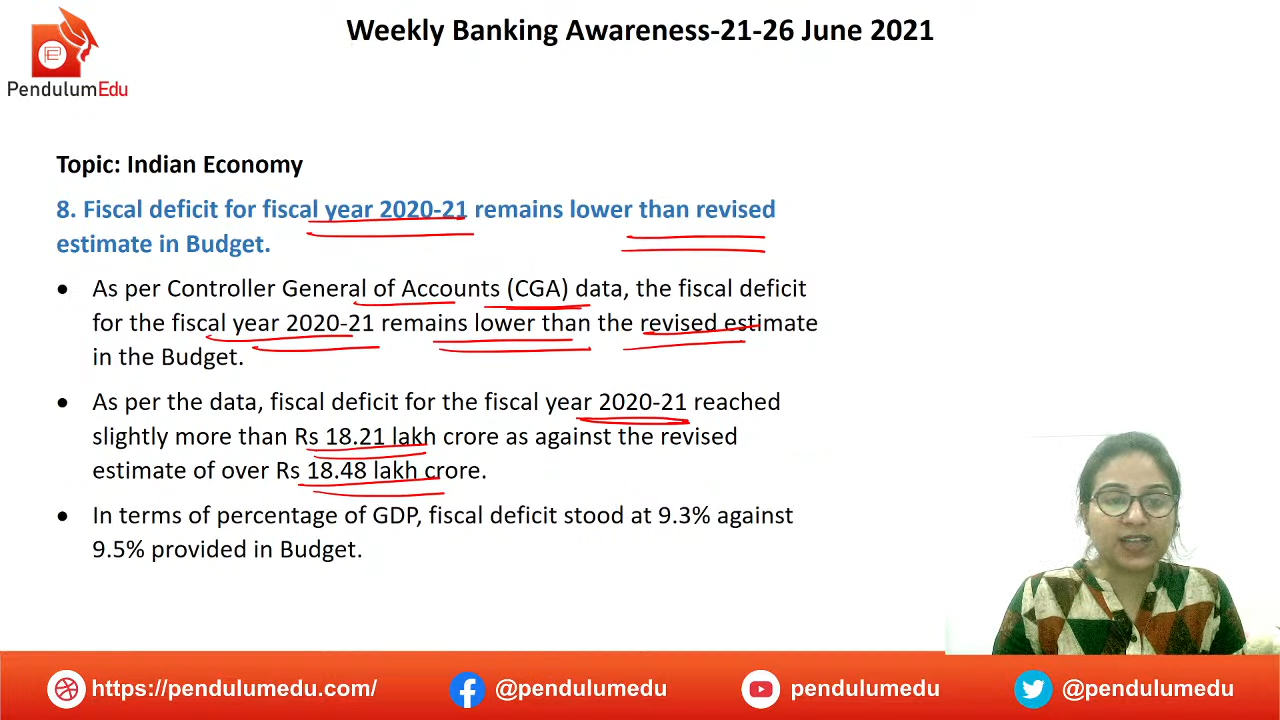 Weekly Banking Awareness-21-26 June 2021
PendulumEdu
Topic: Indian Economy
8. Fiscal deficit for fiscal year 2020-21 remains lower than revised
estimate in Budget.
• As per Controller General of Accounts (CGA) data, the fiscal deficit
for the fiscal year 2020-21 remains lower than the revised estimate
in the Budget.
• As per the data, fiscal deficit for the fiscal year 2020-21 reached
slightly more than Rs 18.21 lakh crore as against the revised
estimate of over Rs 18.48 lakh crore.
• In terms of percentage of GDP, fiscal deficit stood at 9.3% against
9.5% provided in Budget.
https://pendulumedu.com/ @pendulumedu pendulumedu @pendulumedu